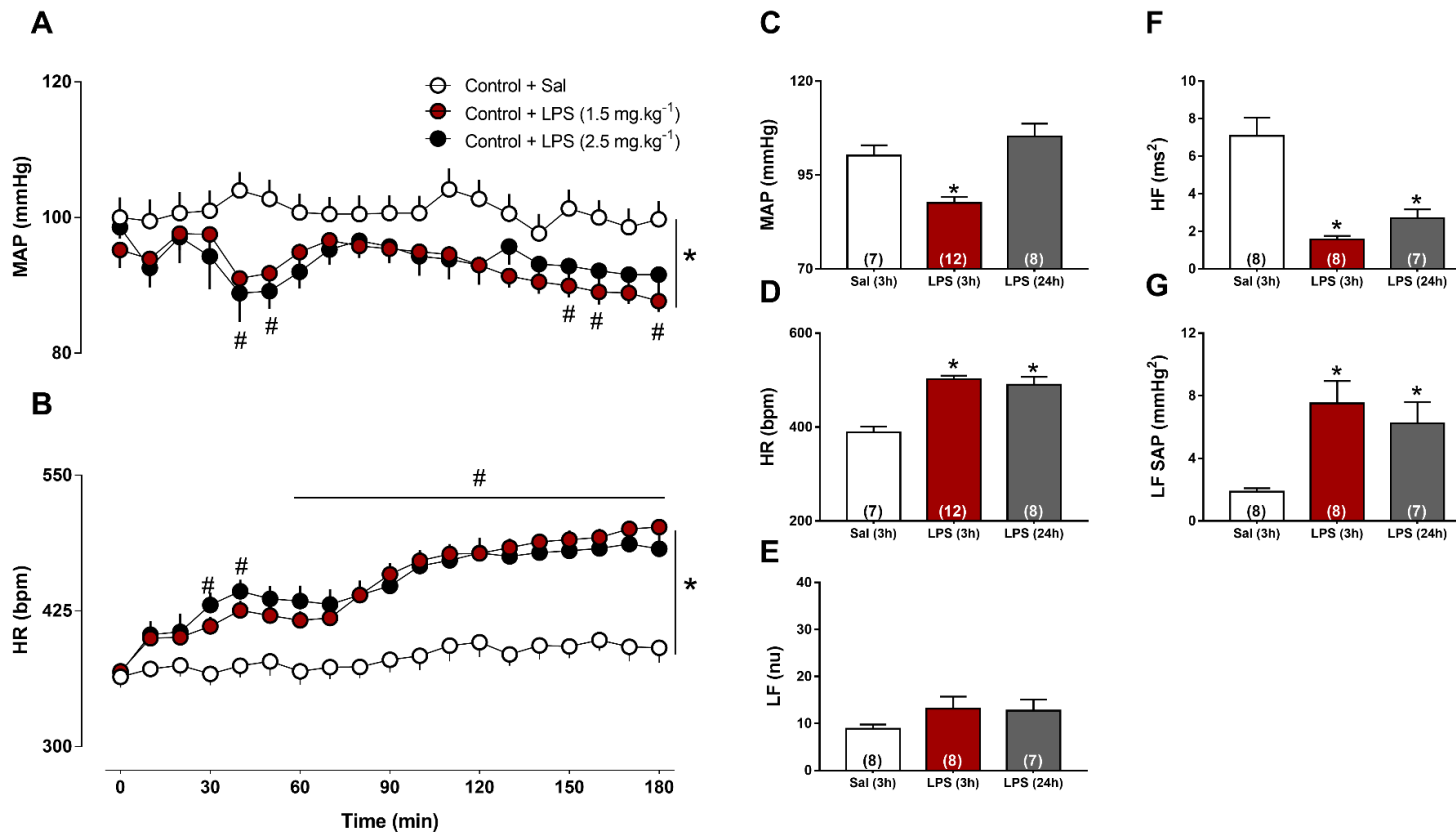 A
120
100
80
MAP (mmHg)
Control + Sal
Control + LPS (1.5 mg.kg⁻¹)
Control + LPS (2.5 mg.kg⁻¹)
*
# # # # #
B
550
425
300
HR (bpm)
#
# #
*
0 30 60 90 120 150 180
Time (min)
C
120
95
70
MAP (mmHg)
*
(7) (12) (8)
Sal (3h) LPS (3h) LPS (24h)
D
600
400
200
HR (bpm)
* *
(7) (12) (8)
Sal (3h) LPS (3h) LPS (24h)
E
40
30
20
10
0
LF (nu)
(8) (8) (7)
Sal (3h) LPS (3h) LPS (24h)
F
10
8
6
4
2
0
HF (ms²)
* *
(8) (8) (7)
Sal (3h) LPS (3h) LPS (24h)
G
12
8
4
0
LF SAP (mmHg²)
* *
(8) (8) (7)
Sal (3h) LPS (3h) LPS (24h)